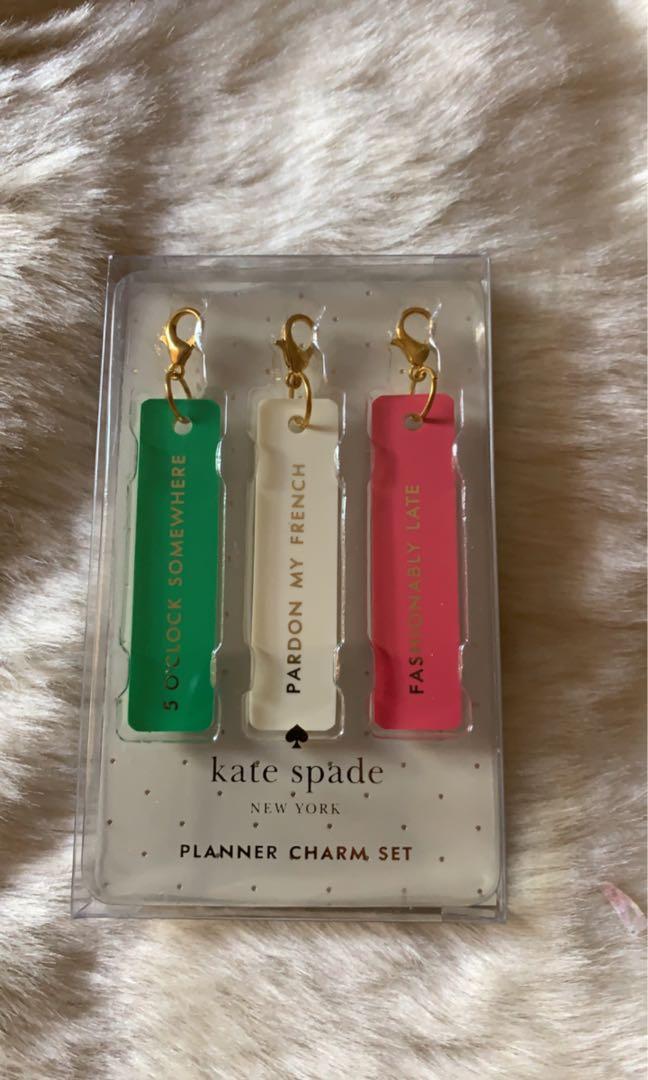 5 O'CLOCK SOMEWHERE
PARDON MY FRENCH
FASHIONABLY LATE
kate spade
NEW YORK
PLANNER CHARM SET